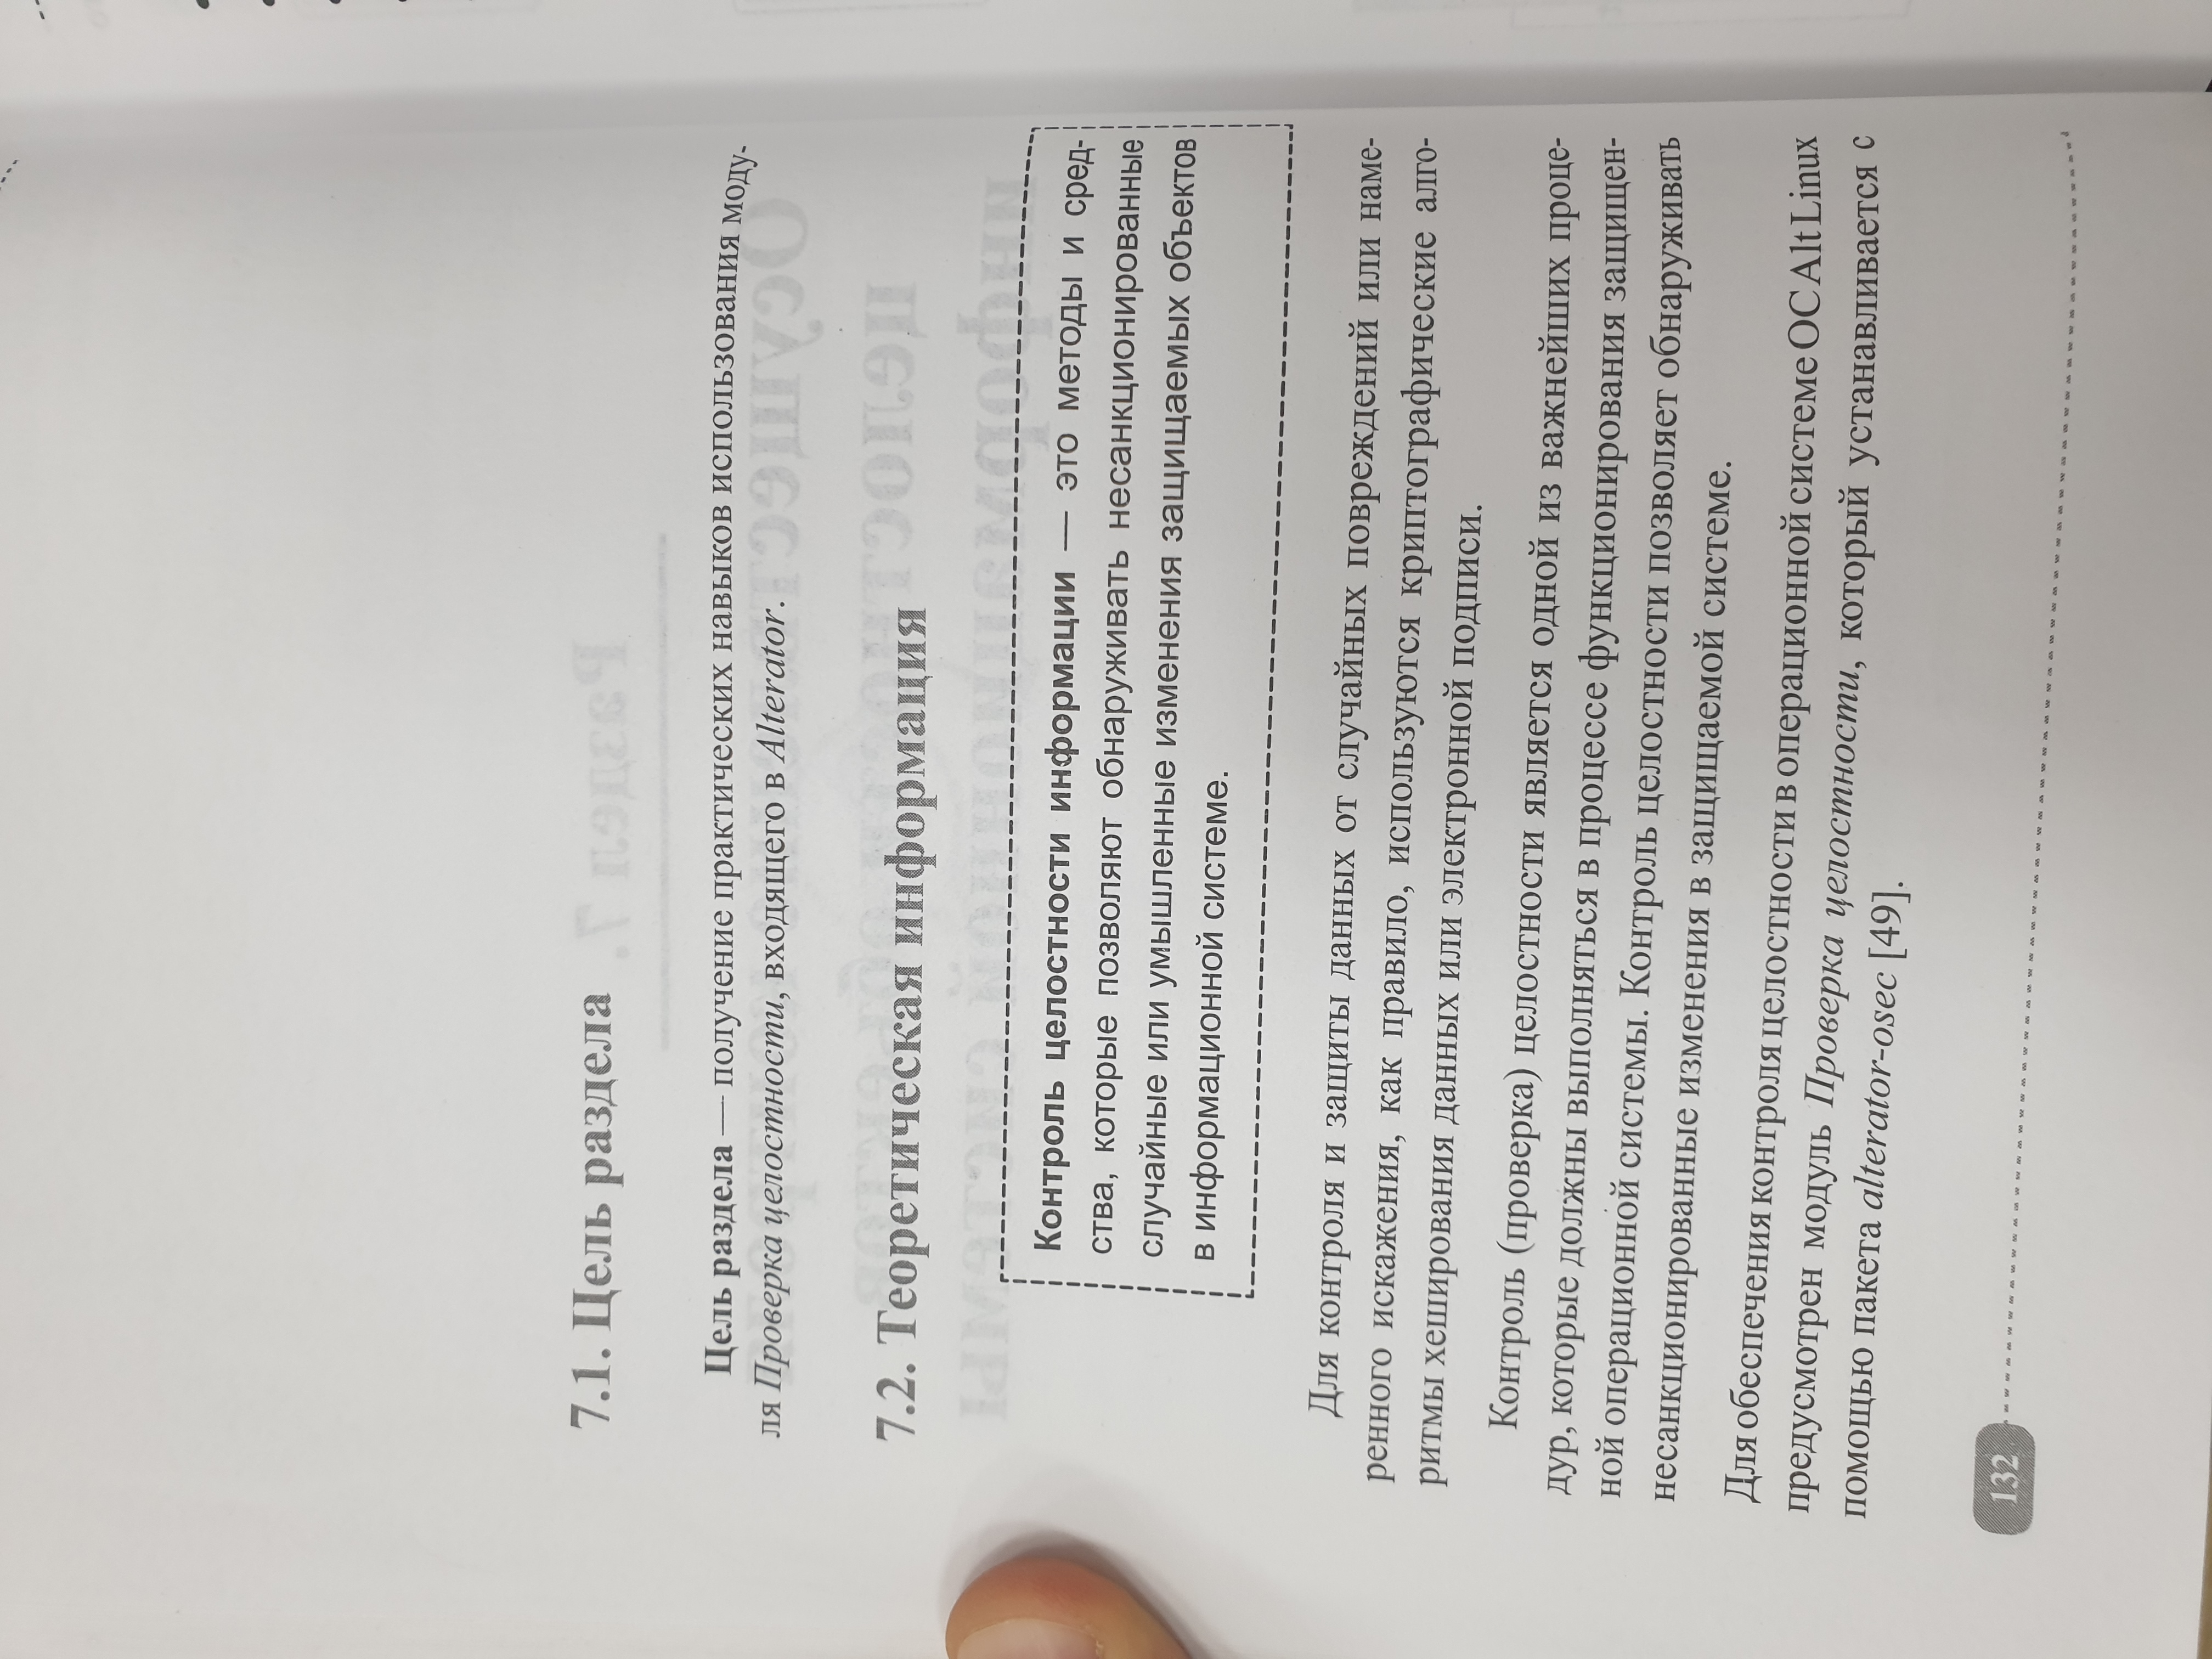 7.1. Цель раздела
Цель раздела — получение практических навыков использования моду-
ля Проверка целостности, входящего в Alterator.
7.2. Теоретическая информация
Контроль целостности информации — это методы и сред-
ства, которые позволяют обнаруживать несанкционированные
случайные или умышленные изменения защищаемых объектов
в информационной системе.
Для контроля и защиты данных от случайных повреждений или наме-
ренного искажения, как правило, используются криптографические алго-
ритмы хеширования данных или электронной подписи.
Контроль (проверка) целостности является одной из важнейших проце-
дур, которые должны выполняться в процессе функционирования защищен-
ной операционной системы. Контроль целостности позволяет обнаруживать
несанкционированные изменения в защищаемой системе.
Для обеспечения контроля целостности в операционной системе ОС Alt Linux
предусмотрен модуль Проверка целостности, который устанавливается с
помощью пакета alterator-osec [49].
132